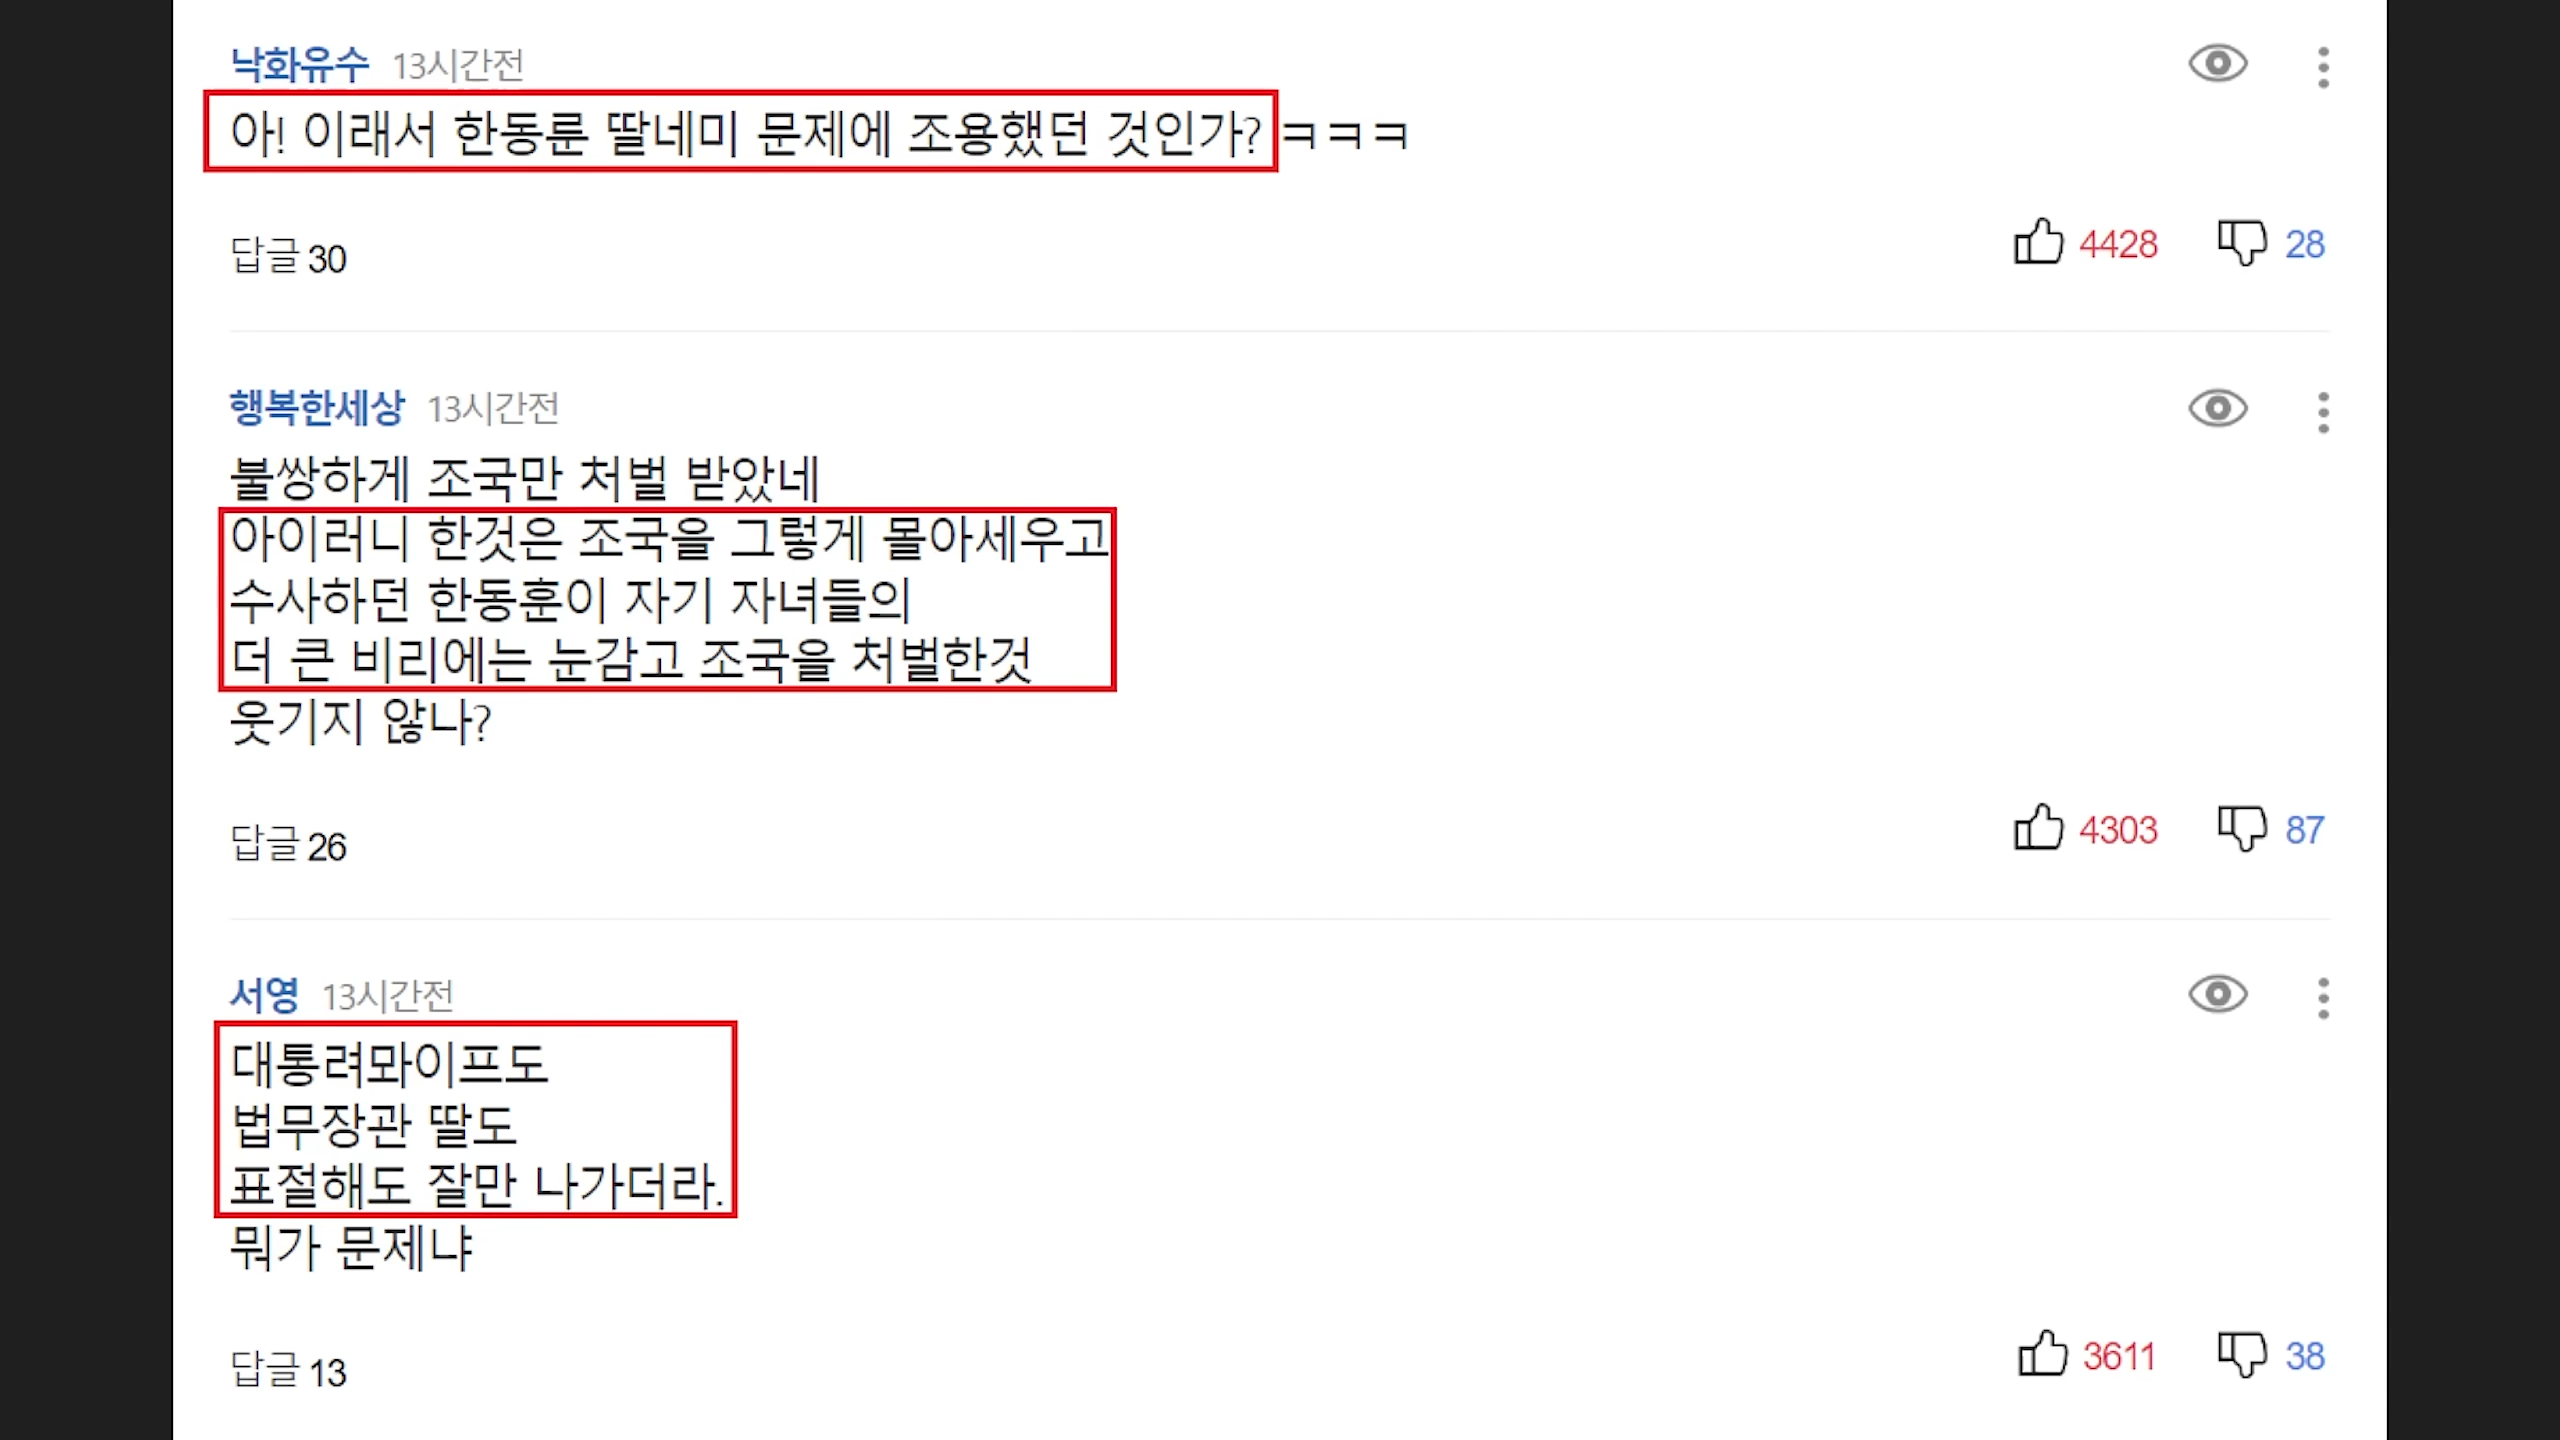 낙화유수 13시간전
아! 이래서 한동룬 딸네미 문제에 조용했던 것인가? ㅋㅋㅋ
답글 30 4428 28
행복한세상 13시간전
불쌍하게 조국만 처벌 받았네
아이러니 한것은 조국을 그렇게 몰아세우고
수사하던 한동훈이 자기 자녀들의
더 큰 비리에는 눈감고 조국을 처벌한것
웃기지 않나?
답글 26 4303 87
서영 13시간전
대통려뫄이프도
법무장관 딸도
표절해도 잘만 나가더라.
뭐가 문제냐
답글 13 3611 38